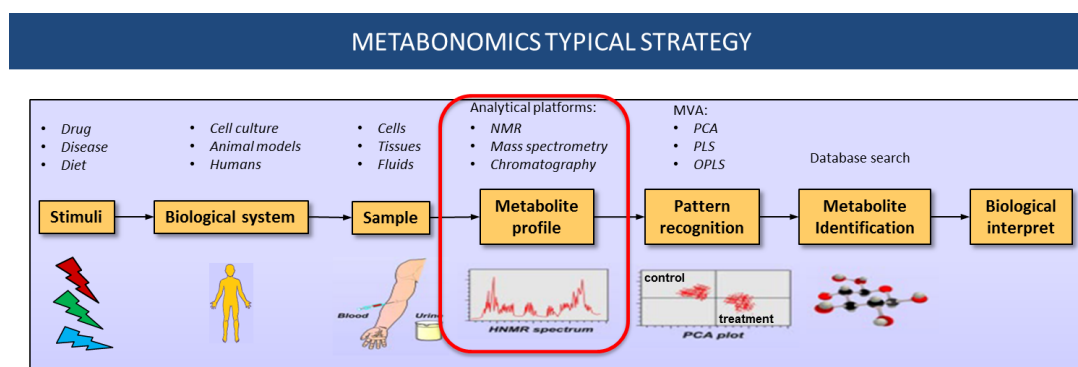 METABONOMICS TYPICAL STRATEGY
• Drug
• Disease
• Diet
• Cell culture
• Animal models
• Humans
• Cells
• Tissues
• Fluids
Analytical platforms:
• NMR
• Mass spectrometry
• Chromatography
MVA:
• PCA
• PLS
• OPLS
Database search
Stimuli
Biological system
Sample
Metabolite
profile
Pattern
recognition
Metabolite
Identification
Biological
interpret
Blood
Urine
HNMR spectrum
control
treatment
PCA plot